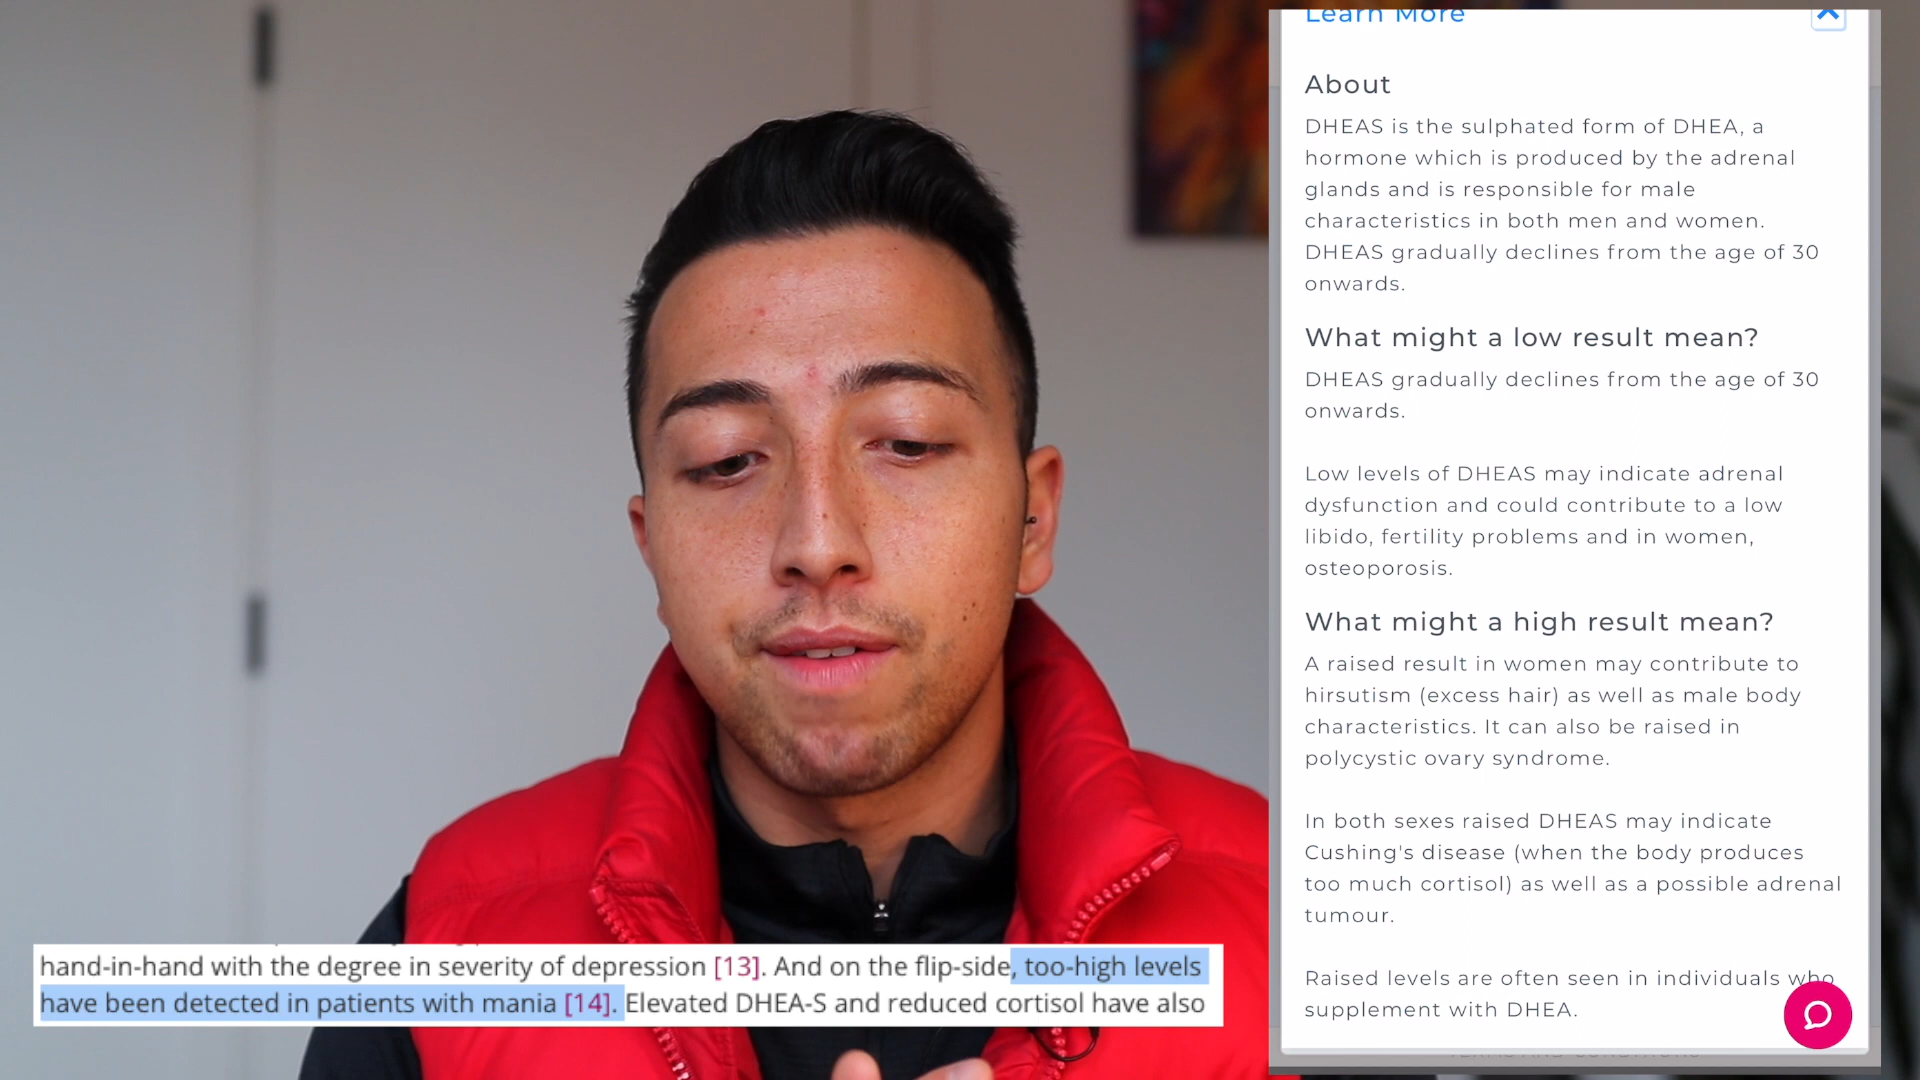 Learn More
About
DHEAS is the sulphated form of DHEA, a
hormone which is produced by the adrenal
glands and is responsible for male
characteristics in both men and women.
DHEAS gradually declines from the age of 30
onwards.
What might a low result mean?
DHEAS gradually declines from the age of 30
onwards.
Low levels of DHEAS may indicate adrenal
dysfunction and could contribute to a low
libido, fertility problems and in women,
osteoporosis.
What might a high result mean?
A raised result in women may contribute to
hirsutism (excess hair) as well as male body
characteristics. It can also be raised in
polycystic ovary syndrome.
In both sexes raised DHEAS may indicate
Cushing's disease (when the body produces
too much cortisol) as well as a possible adrenal
tumour.
Raised levels are often seen in individuals who
supplement with DHEA.
hand-in-hand with the degree in severity of depression [13]. And on the flip-side, too-high levels
have been detected in patients with mania [14]. Elevated DHEA-S and reduced cortisol have also